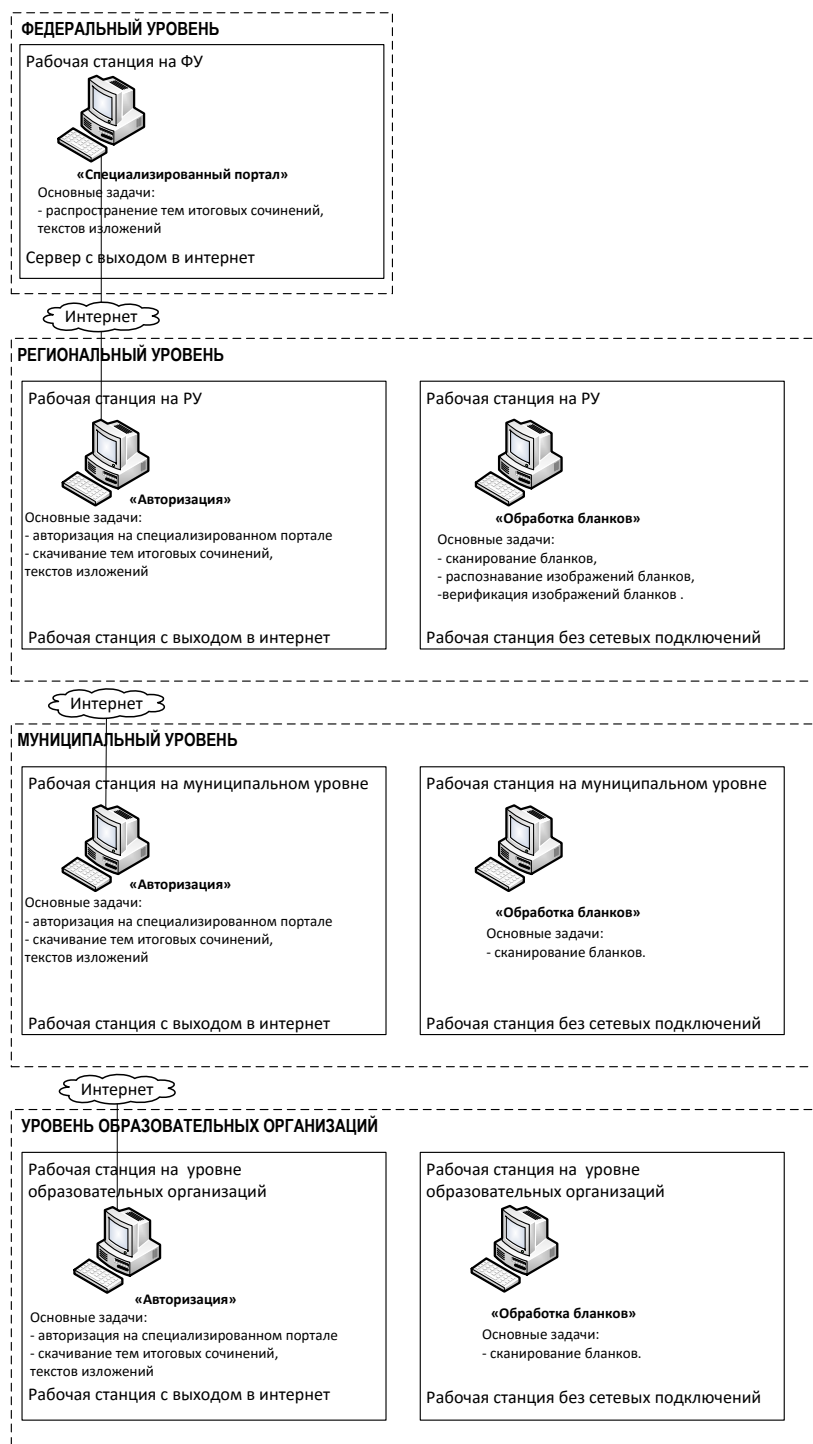 ФЕДЕРАЛЬНЫЙ УРОВЕНЬ
Рабочая станция на ФУ
«Специализированный портал»
Основные задачи:
- распространение тем итоговых сочинений,
текстов изложений
Сервер с выходом в интернет
Интернет
РЕГИОНАЛЬНЫЙ УРОВЕНЬ
Рабочая станция на РУ
«Авторизация»
Основные задачи:
- авторизация на специализированном портале
- скачивание тем итоговых сочинений,
текстов изложений
Рабочая станция с выходом в интернет
Рабочая станция на РУ
«Обработка бланков»
Основные задачи:
- сканирование бланков,
- распознавание изображений бланков,
-верификация изображений бланков .
Рабочая станция без сетевых подключений
Интернет
МУНИЦИПАЛЬНЫЙ УРОВЕНЬ
Рабочая станция на муниципальном уровне
«Авторизация»
Основные задачи:
- авторизация на специализированном портале
- скачивание тем итоговых сочинений,
текстов изложений
Рабочая станция с выходом в интернет
Рабочая станция на муниципальном уровне
«Обработка бланков»
Основные задачи:
- сканирование бланков.
Рабочая станция без сетевых подключений
Интернет
УРОВЕНЬ ОБРАЗОВАТЕЛЬНЫХ ОРГАНИЗАЦИЙ
Рабочая станция на уровне
образовательных организаций
«Авторизация»
Основные задачи:
- авторизация на специализированном портале
- скачивание тем итоговых сочинений,
текстов изложений
Рабочая станция с выходом в интернет
Рабочая станция на уровне
образовательных организаций
«Обработка бланков»
Основные задачи:
- сканирование бланков.
Рабочая станция без сетевых подключений